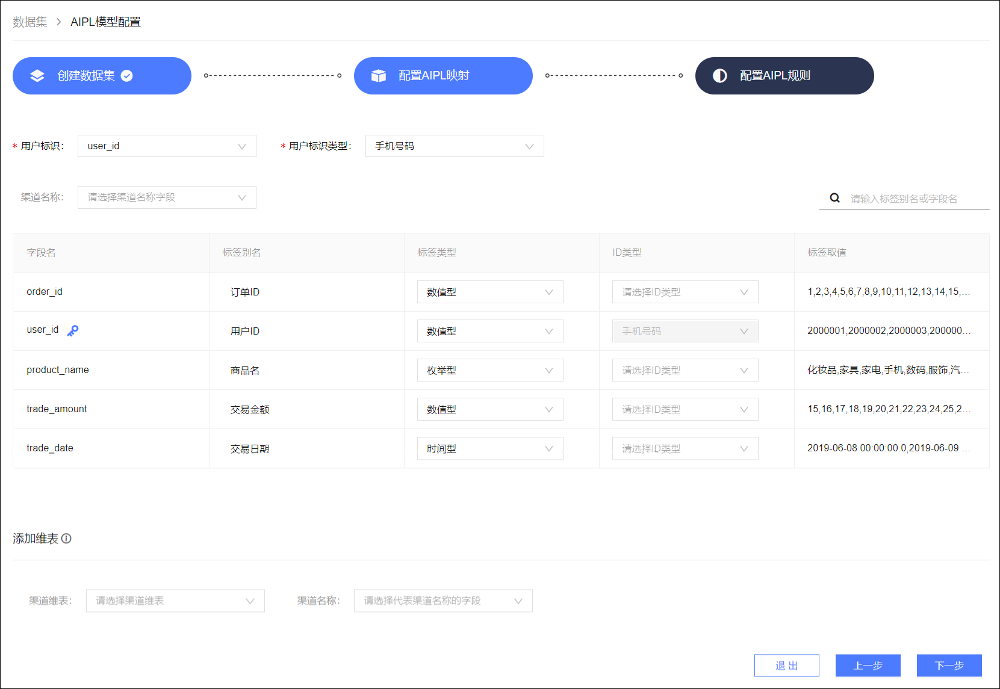 数据集 > AIPL模型配置
创建数据集
配置AIPL映射
配置AIPL规则
* 用户标识： user_id
* 用户标识类型： 手机号码
渠道名称： 请选择渠道名称字段
请输入标签别名或字段名
字段名 标签别名 标签类型 ID类型 标签取值
order_id 订单ID 数值型 请选择ID类型 1,2,3,4,5,6,7,8,9,10,11,12,13,14,15,...
user_id 用户ID 数值型 手机号码 2000001,2000002,2000003,200000...
product_name 商品名 枚举型 请选择ID类型 化妆品,家具,家电,手机,数码,服饰,汽...
trade_amount 交易金额 数值型 请选择ID类型 15,16,17,18,19,20,21,22,23,24,25,2...
trade_date 交易日期 时间型 请选择ID类型 2019-06-08 00:00:00.0,2019-06-09 ...
添加维表
渠道维表： 请选择渠道维表
渠道名称： 请选择代表渠道名称的字段
退 出
上一步
下一步